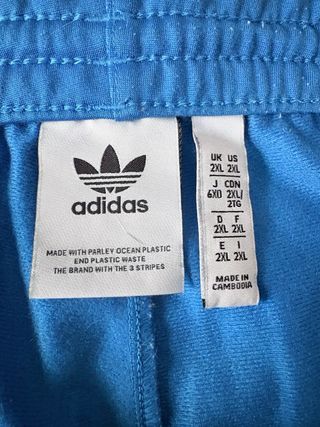 adidas
MADE WITH PARLEY OCEAN PLASTIC
END PLASTIC WASTE
THE BRAND WITH THE 3 STRIPES
UK US
2XL 2XL
J CDN
6XO 2XL/
2TG
D F
2XL 2XL
E I
2XL 2XL
MADE IN
CAMBODIA